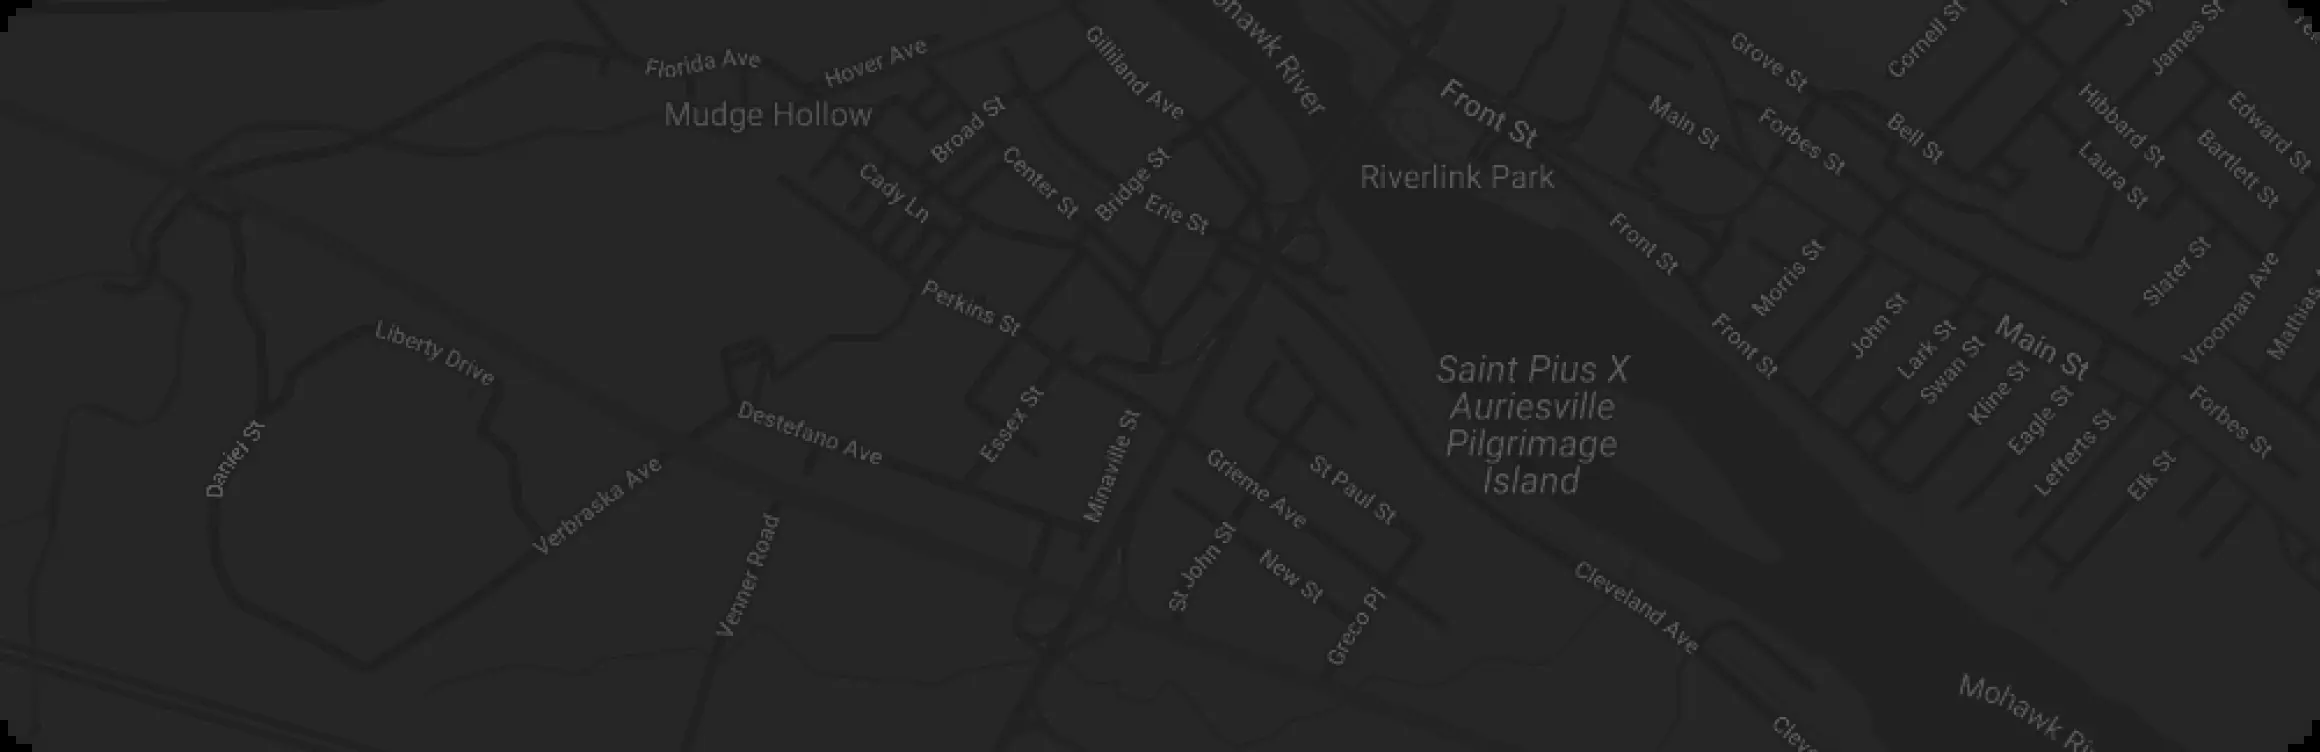 Mohawk River
Florida Ave
Hover Ave
Gilliland Ave
Mudge Hollow
Broad St
Center St
Cady Ln
Bridge St
Erie St
Front St
Riverlink Park
Main St
Grove St
Forbes St
Bell St
Cornell St
James St
Hibbard St
Laura St
Edward St
Bartlett St
Front St
Morris St
Slater St
Vrooman Ave
Perkins St
Liberty Drive
Front St
John St
Lark St
Swan St
Main St
Kline St
Eagle St
Lefferts St
Forbes St
Elk St
Saint Pius X
Auriesville
Pilgrimage
Island
Daniel St
Destefano Ave
Essex St
Minaville St
Verbraska Ave
Venner Road
Grieme Ave
St Paul St
St John St
New St
Greco Pl
Cleveland Ave
Mohawk Ri
Cleve